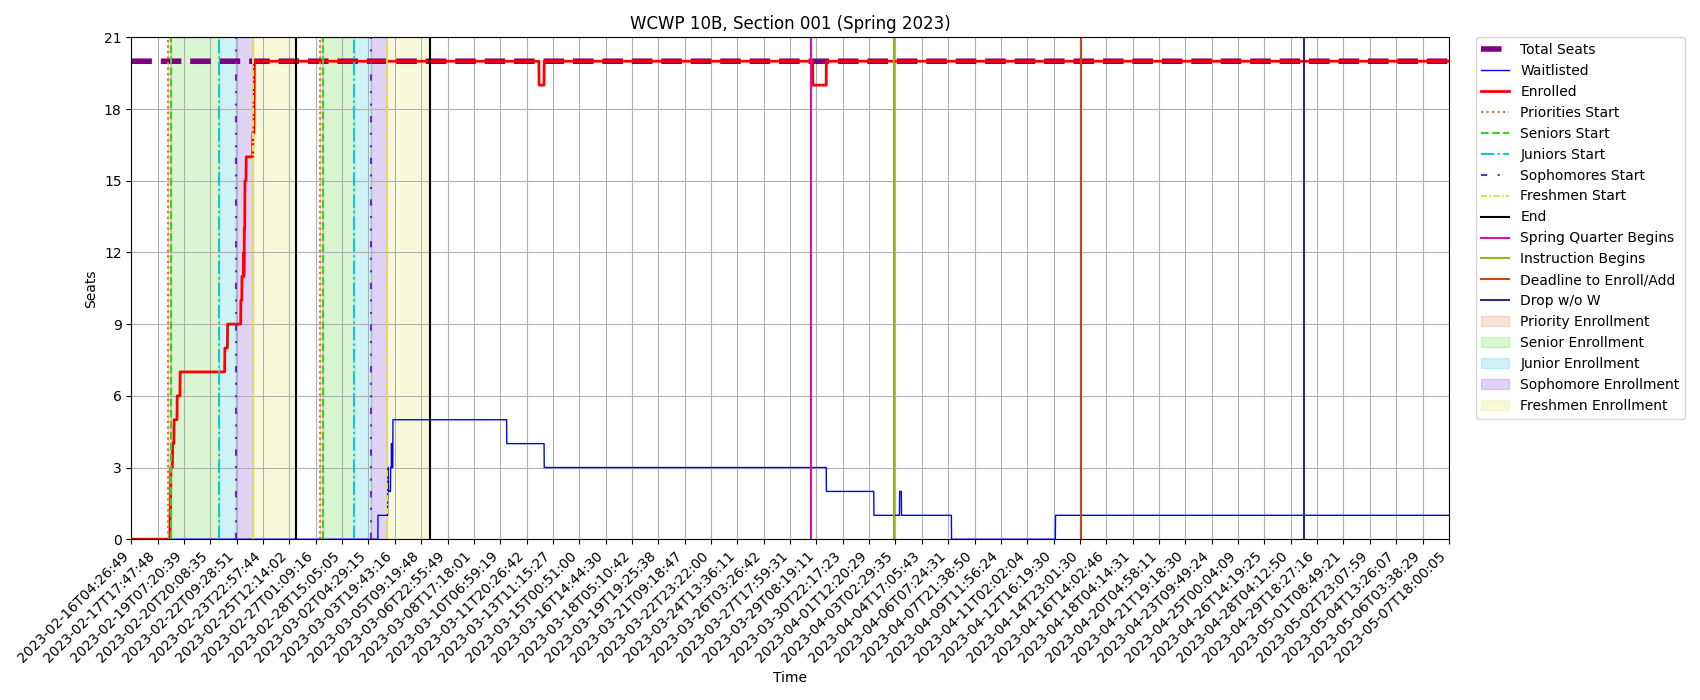 WCWP 10B, Section 001 (Spring 2023)
Seats
21
18
15
12
9
6
3
0
2023-02-16T04:26:49
2023-02-17T17:47:48
2023-02-19T07:20:39
2023-02-20T20:08:35
2023-02-22T09:28:51
2023-02-23T22:57:44
2023-02-25T12:14:02
2023-02-27T01:09:16
2023-02-28T15:05:05
2023-03-02T04:29:15
2023-03-03T19:43:16
2023-03-05T09:19:48
2023-03-06T22:55:49
2023-03-08T17:18:01
2023-03-10T06:59:19
2023-03-11T20:26:42
2023-03-13T11:15:27
2023-03-15T00:51:00
2023-03-16T14:44:30
2023-03-18T05:10:42
2023-03-19T19:25:38
2023-03-21T09:18:47
2023-03-22T23:22:00
2023-03-24T13:36:11
2023-03-26T03:26:42
2023-03-27T17:59:31
2023-03-29T08:19:11
2023-03-30T22:17:23
2023-04-01T12:20:29
2023-04-03T02:29:35
2023-04-04T17:05:43
2023-04-06T07:24:31
2023-04-07T21:38:50
2023-04-09T11:56:24
2023-04-11T02:02:04
2023-04-12T16:19:30
2023-04-14T23:01:30
2023-04-16T14:02:46
2023-04-18T04:14:31
2023-04-20T04:58:11
2023-04-21T19:18:30
2023-04-23T09:49:24
2023-04-25T00:04:09
2023-04-26T14:19:25
2023-04-28T04:12:50
2023-04-29T18:27:16
2023-05-01T08:49:21
2023-05-02T23:07:59
2023-05-04T13:26:07
2023-05-06T03:38:29
2023-05-07T18:00:05
Time
Total Seats
Waitlisted
Enrolled
Priorities Start
Seniors Start
Juniors Start
Sophomores Start
Freshmen Start
End
Spring Quarter Begins
Instruction Begins
Deadline to Enroll/Add
Drop w/o W
Priority Enrollment
Senior Enrollment
Junior Enrollment
Sophomore Enrollment
Freshmen Enrollment